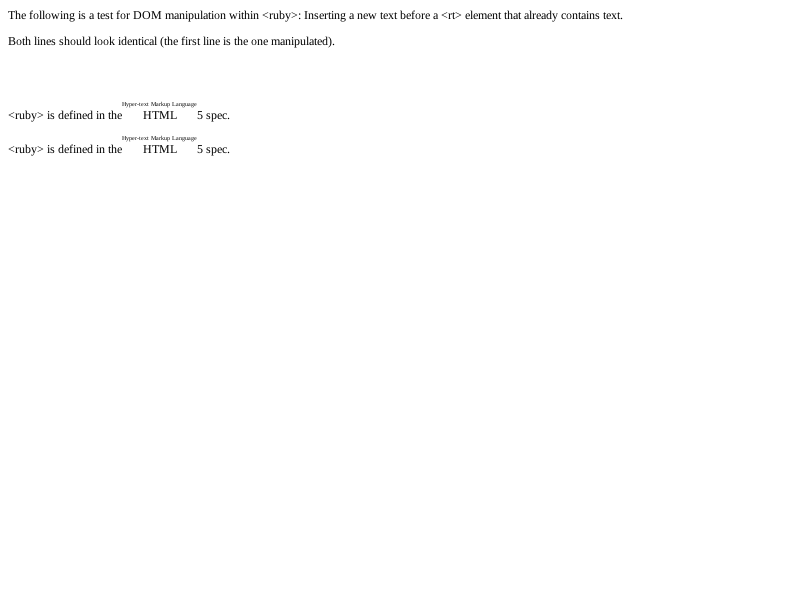 The following is a test for DOM manipulation within <ruby>: Inserting a new text before a <rt> element that already contains text.
Both lines should look identical (the first line is the one manipulated).
Hyper-text Markup Language
<ruby> is defined in the HTML 5 spec.
Hyper-text Markup Language
<ruby> is defined in the HTML 5 spec.